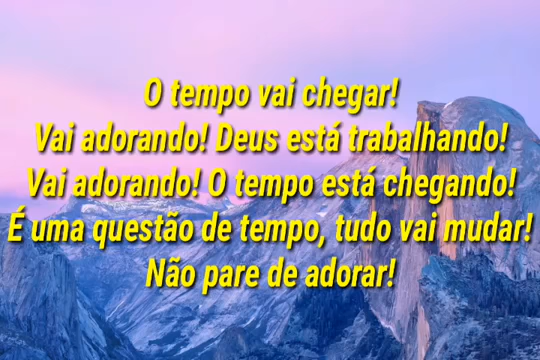 O tempo vai chegar!
Vai adorando! Deus está trabalhando!
Vai adorando! O tempo está chegando!
É uma questão de tempo, tudo vai mudar!
Não pare de adorar!